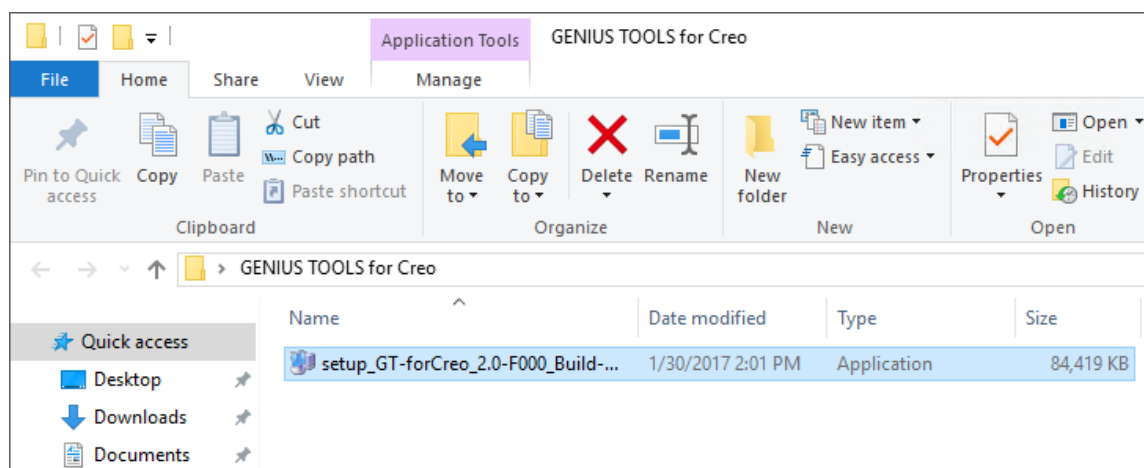 Application Tools GENIUS TOOLS for Creo
File Home Share View Manage
Pin to Quick access
Copy
Paste
Cut
Copy path
Paste shortcut
Clipboard
Move to
Copy to
Delete
Rename
Organize
New folder
New item
Easy access
New
Properties
Open
Edit
History
Open
GENIUS TOOLS for Creo
Name Date modified Type Size
Quick access
setup_GT-forCreo_2.0-F000_Build-... 1/30/2017 2:01 PM Application 84,419 KB
Desktop
Downloads
Documents